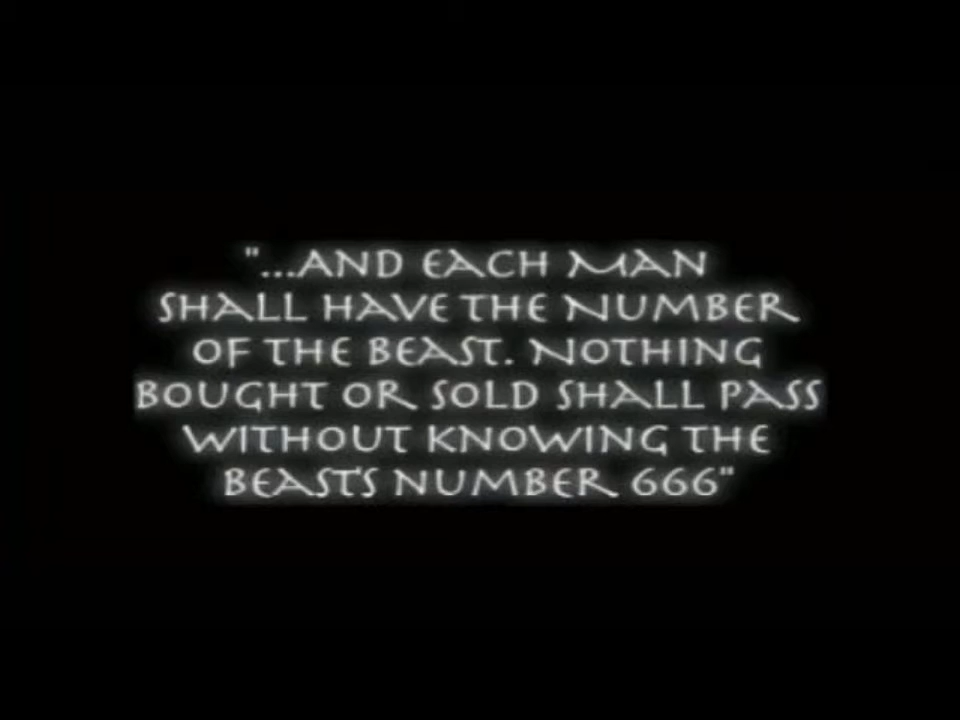 "...AND EACH MAN
SHALL HAVE THE NUMBER
OF THE BEAST. NOTHING
BOUGHT OR SOLD SHALL PASS
WITHOUT KNOWING THE
BEAST'S NUMBER 666"